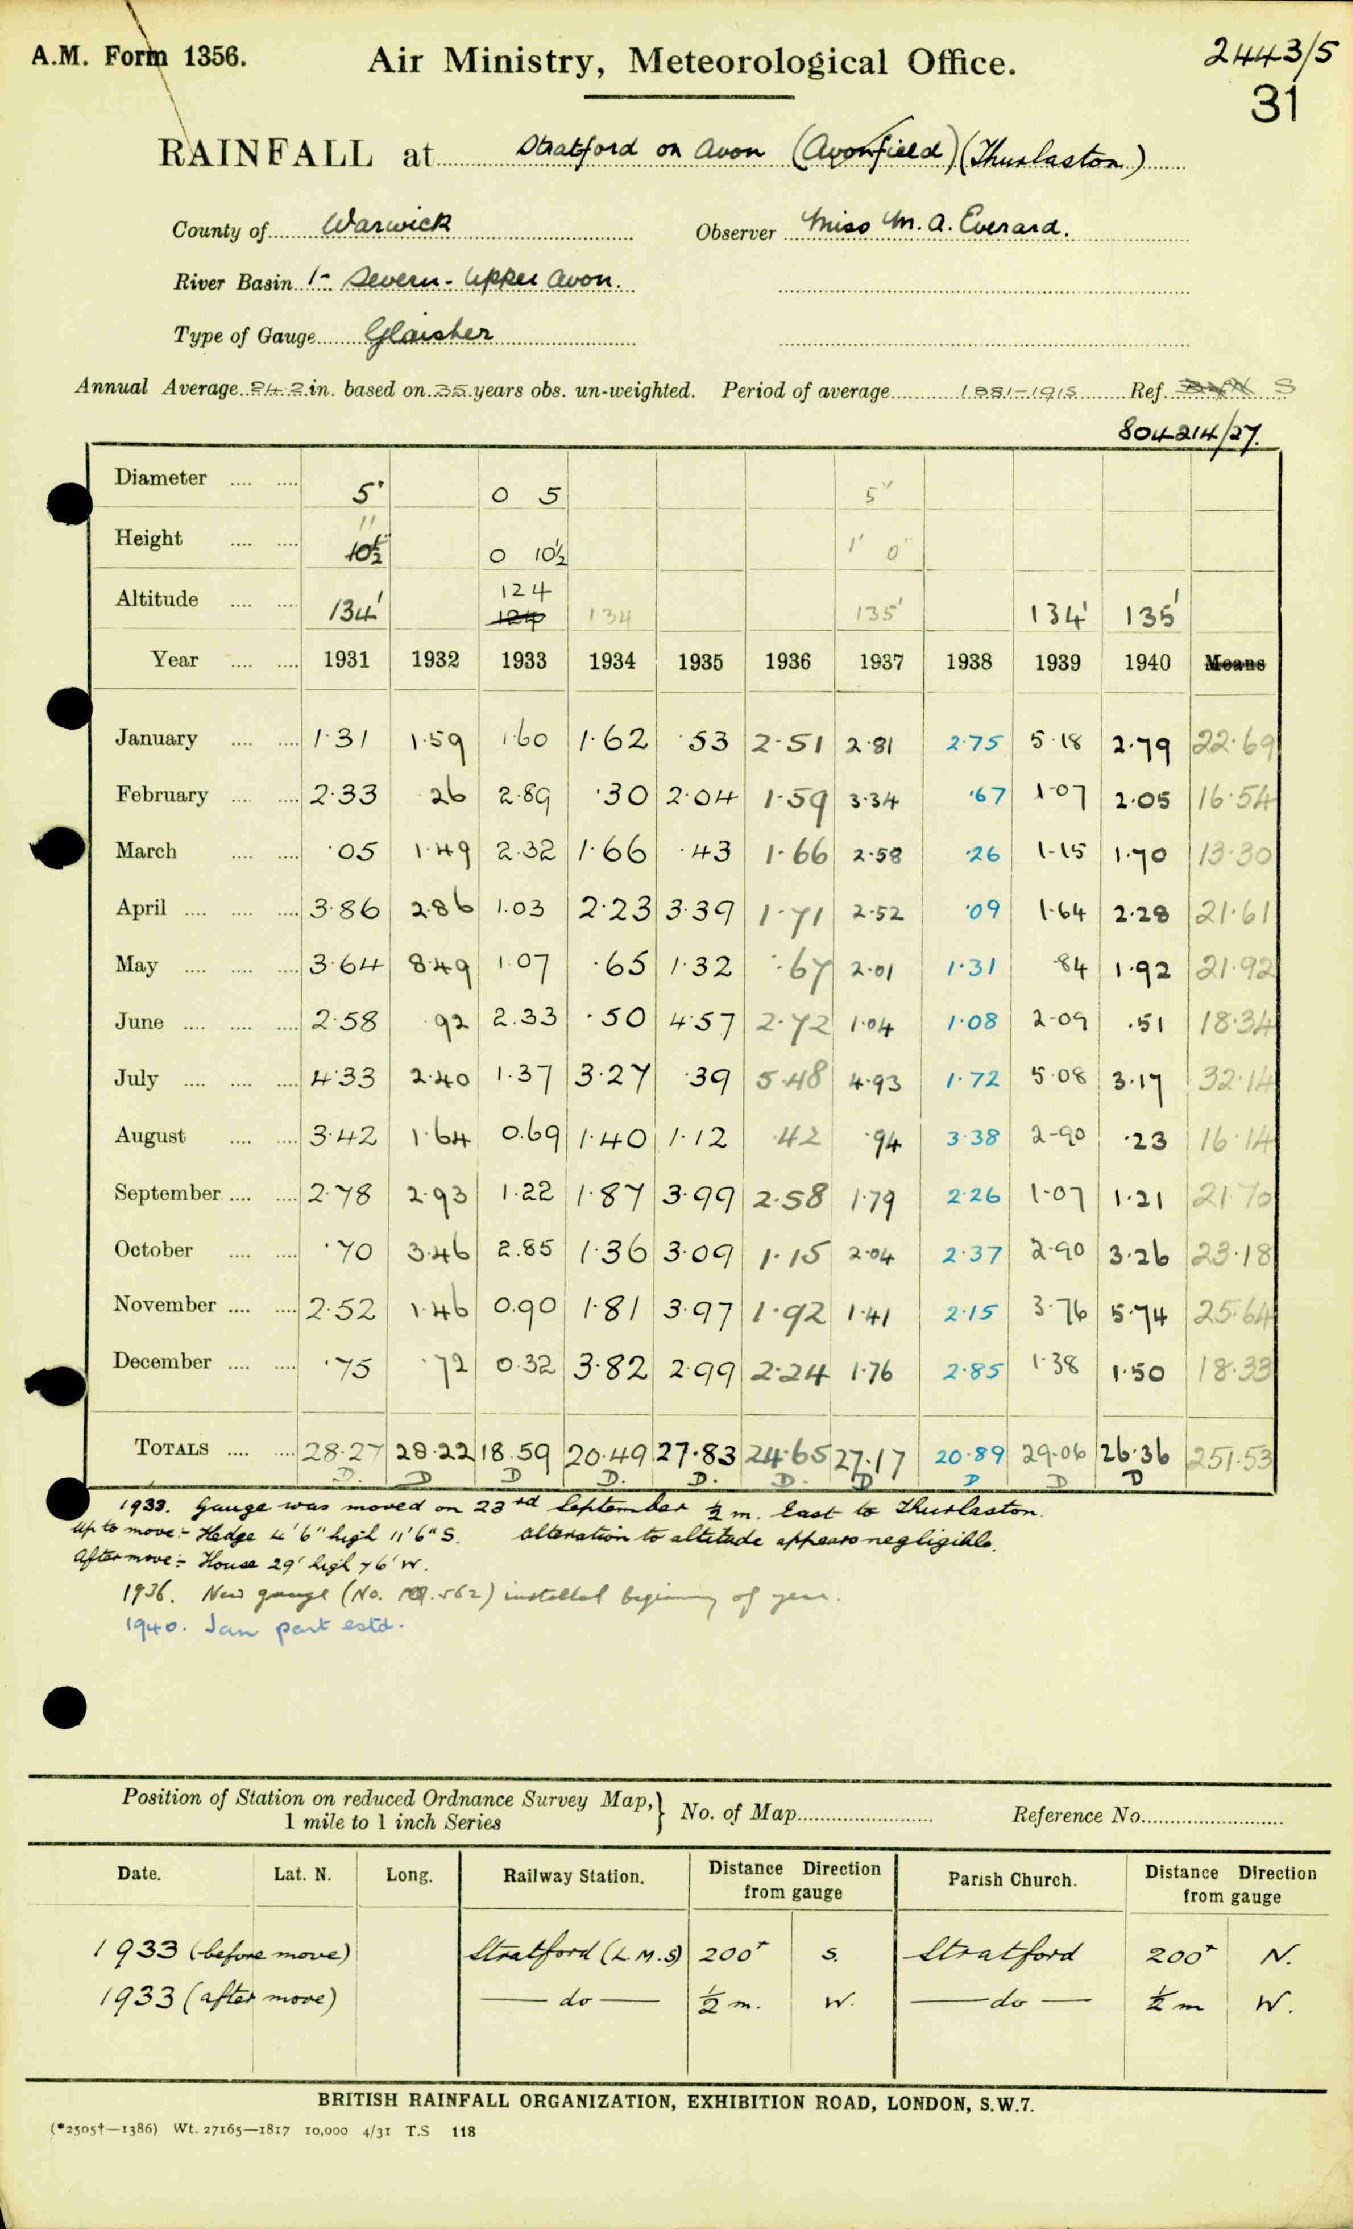 A.M. Form 1356. Air Ministry, Meteorological Office. 2443/5
31
RAINFALL at Stratford on Avon (Avonfield) (Thurlaston)
County of Warwick Observer Miss M. A. Everard.
River Basin 1- Severn - Upper Avon.
Type of Gauge Glaisher
Annual Average 24.2 in. based on 35 years obs. un-weighted. Period of average 1881-1915 Ref. S
804214/27.
Diameter 5" 0 5 5"
Height 11" 10½" 0 10½ 1' 0"
Altitude 134' 124 124 134 135' 134' 135'
Year 1931 1932 1933 1934 1935 1936 1937 1938 1939 1940 Means
January 1.31 1.59 1.60 1.62 .53 2.51 2.81 2.75 5.18 2.79 22.69
February 2.33 .26 2.89 .30 2.04 1.59 3.34 .67 1.07 2.05 16.54
March .05 1.49 2.32 1.66 .43 1.66 2.58 .26 1.15 1.70 13.30
April 3.86 2.86 1.03 2.23 3.39 1.71 2.52 .09 1.64 2.28 21.61
May 3.64 8.49 1.07 .65 1.32 .67 2.01 1.31 .84 1.92 21.92
June 2.58 .92 2.33 .50 4.57 2.72 1.04 1.08 2.09 .51 18.34
July 4.33 2.40 1.37 3.27 .39 5.48 4.93 1.72 5.08 3.17 32.14
August 3.42 1.64 0.69 1.40 1.12 .42 .94 3.38 2.90 .23 16.14
September 2.78 2.93 1.22 1.87 3.99 2.58 1.79 2.26 1.07 1.21 21.70
October .70 3.46 2.85 1.36 3.09 1.15 2.04 2.37 2.90 3.26 23.18
November 2.52 1.46 0.90 1.81 3.97 1.92 1.41 2.15 3.76 5.74 25.64
December .75 .72 0.32 3.82 2.99 2.24 1.76 2.85 1.38 1.50 18.33
TOTALS 28.27 28.22 18.59 20.49 27.83 24.65 27.17 20.89 29.06 26.36 251.53
D. D D D. D. D. D D D D
1933. Gauge was moved on 23rd September ½ m. East to Thurlaston.
Up to move:- Hedge 4'6" high 11'6" S. alteration to altitude appears negligible.
After move:- House 29' high 76' W.
1936. New gauge (No. 562) installed beginning of year.
1940. Jan part estd.
Position of Station on reduced Ordnance Survey Map, } No. of Map Reference No.
1 mile to 1 inch Series
Date. Lat. N. Long. Railway Station. Distance Direction from gauge Parish Church. Distance Direction from gauge
1933 (before move) Stratford (L.M.S) 200+ S. Stratford 200+ N.
1933 (after move) — do — ½ m. W. — do — ½ m W.
BRITISH RAINFALL ORGANIZATION, EXHIBITION ROAD, LONDON, S.W.7.
(*2505†—1386) Wt. 27165—1817 10,000 4/31 T.S 118